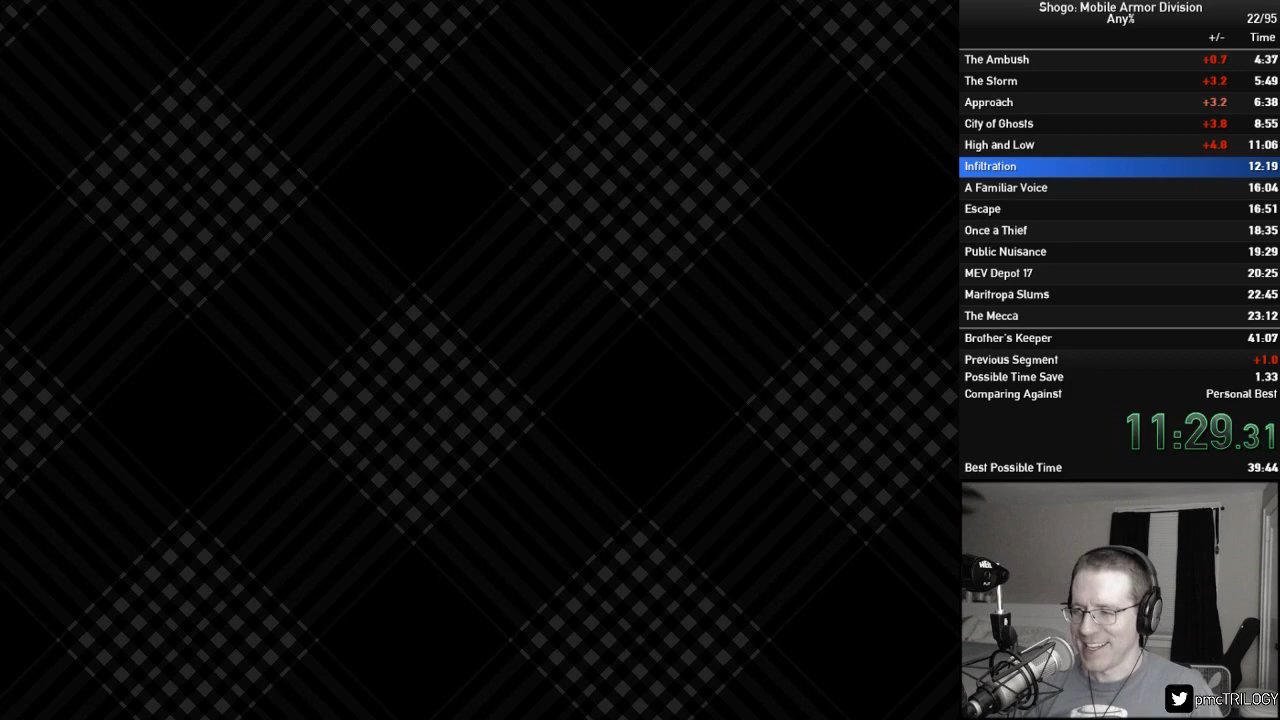 Shogo: Mobile Armor Division
Any% 22/95
+/- Time
The Ambush +0.7 4:37
The Storm +3.2 5:49
Approach +3.2 6:38
City of Ghosts +3.8 8:55
High and Low +4.8 11:06
Infiltration 12:19
A Familiar Voice 16:04
Escape 16:51
Once a Thief 18:35
Public Nuisance 19:29
MEV Depot 17 20:25
Maritropa Slums 22:45
The Mecca 23:12
Brother's Keeper 41:07
Previous Segment +1.0
Possible Time Save 1.33
Comparing Against Personal Best
11:29.31
Best Possible Time 39:44
pmcTRILOGY